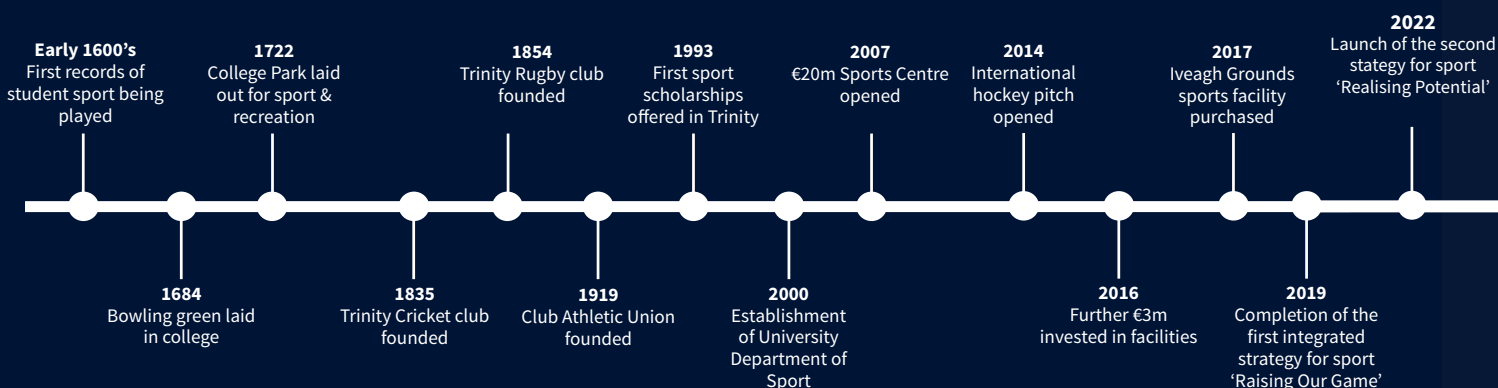 Early 1600’s
First records of
student sport being
played
1684
Bowling green laid
in college
1722
College Park laid
out for sport &
recreation
1835
Trinity Cricket club
founded
1854
Trinity Rugby club
founded
1919
Club Athletic Union
founded
1993
First sport
scholarships
offered in Trinity
2000
Establishment
of University
Department of
Sport
2007
€20m Sports Centre
opened
2014
International
hockey pitch
opened
2016
Further €3m
invested in facilities
2017
Iveagh Grounds
sports facility
purchased
2019
Completion of the
first integrated
strategy for sport
‘Raising Our Game’
2022
Launch of the second
stategy for sport
‘Realising Potential’